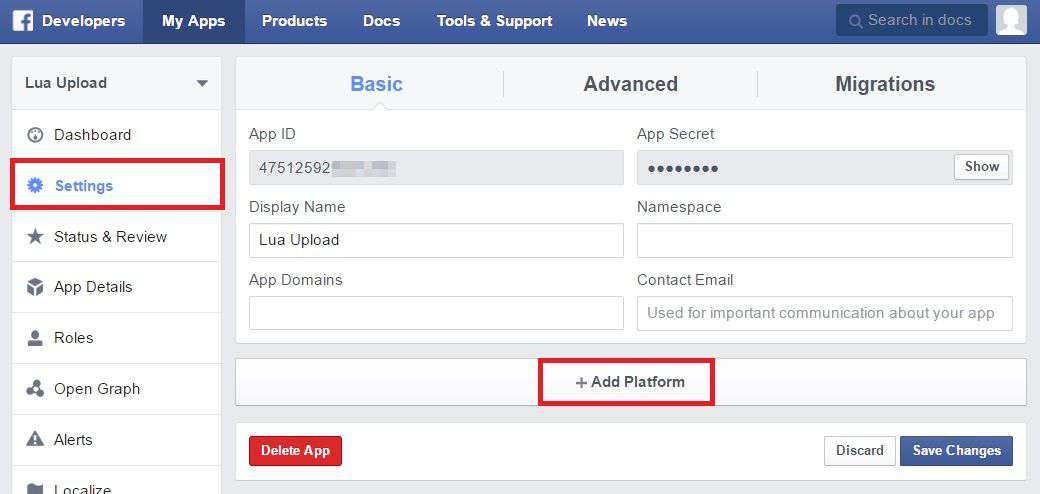 Developers My Apps Products Docs Tools & Support News Search in docs
Lua Upload
Dashboard
Settings
Status & Review
App Details
Roles
Open Graph
Alerts
Localize
Basic Advanced Migrations
App ID App Secret
47512592 ●●●●●●●● Show
Display Name Namespace
Lua Upload
App Domains Contact Email
Used for important communication about your app
+ Add Platform
Delete App Discard Save Changes